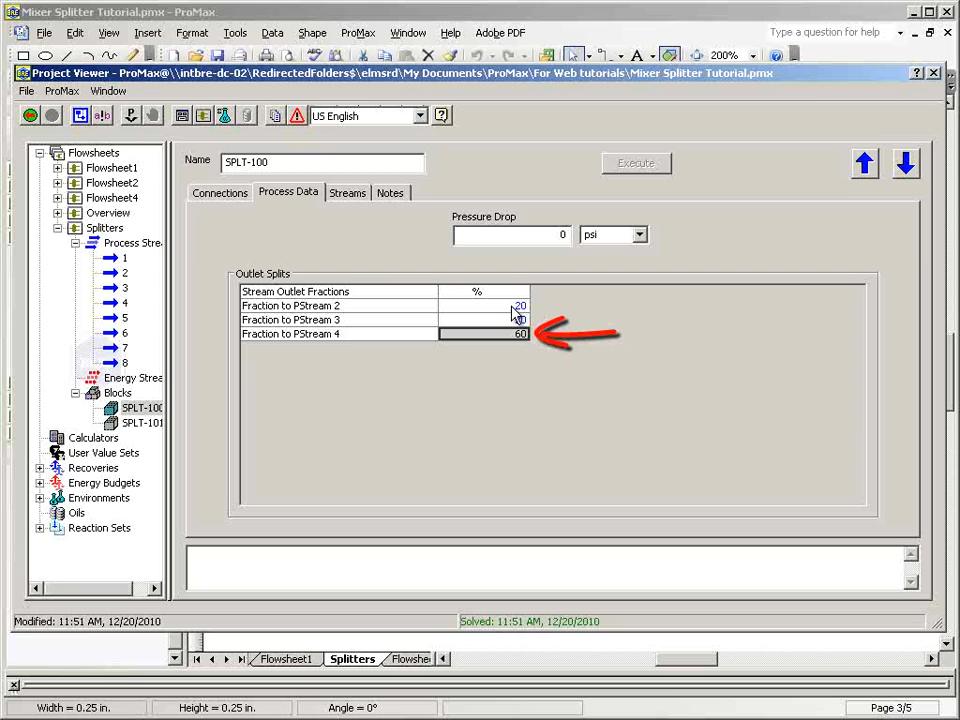 Mixer Splitter Tutorial.pmx - ProMax
File Edit View Insert Format Tools Data Shape ProMax Window Help Adobe PDF Type a question for help
200%
Project Viewer - ProMax@\\intbre-dc-02\RedirectedFolders$\elmsrd\My Documents\ProMax\For Web tutorials\Mixer Splitter Tutorial.pmx
File ProMax Window
US English
Flowsheets
Flowsheet1
Flowsheet2
Flowsheet4
Overview
Splitters
Process Stre
1
2
3
4
5
6
7
8
Energy Strea
Blocks
SPLT-100
SPLT-101
Calculators
User Value Sets
Recoveries
Energy Budgets
Environments
Oils
Reaction Sets
Name SPLT-100 Execute
Connections Process Data Streams Notes
Pressure Drop
0 psi
Outlet Splits
Stream Outlet Fractions %
Fraction to PStream 2 20
Fraction to PStream 3
Fraction to PStream 4 60
Modified: 11:51 AM, 12/20/2010 Solved: 11:51 AM, 12/20/2010
Flowsheet1 Splitters Flowshe
Width = 0.25 in. Height = 0.25 in. Angle = 0° Page 3/5